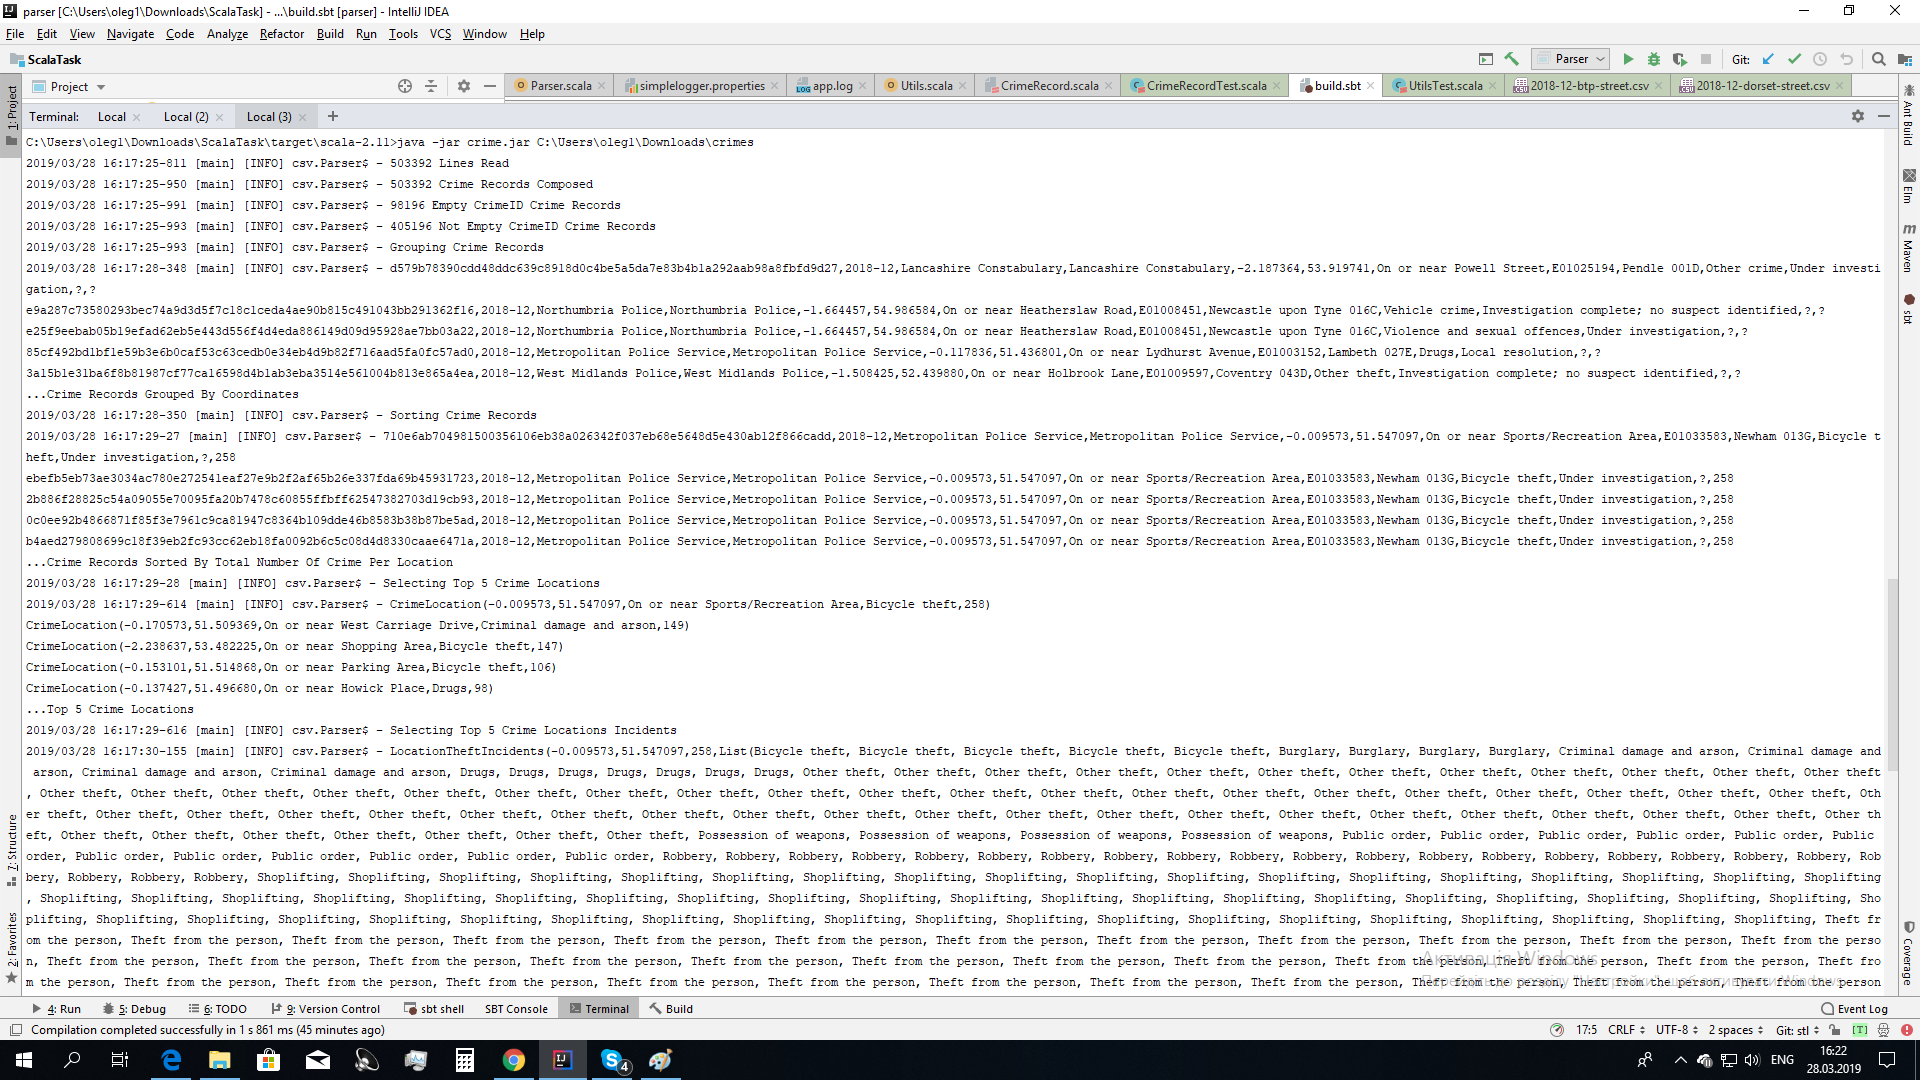 parser [C:\Users\oleg1\Downloads\ScalaTask] - ...\build.sbt [parser] - IntelliJ IDEA
File Edit View Navigate Code Analyze Refactor Build Run Tools VCS Window Help
ScalaTask Parser Git:
Project Parser.scala simplelogger.properties app.log Utils.scala CrimeRecord.scala CrimeRecordTest.scala build.sbt UtilsTest.scala 2018-12-btp-street.csv 2018-12-dorset-street.csv
Terminal: Local Local (2) Local (3)
C:\Users\oleg1\Downloads\ScalaTask\target\scala-2.11>java -jar crime.jar C:\Users\oleg1\Downloads\crimes
2019/03/28 16:17:25-811 [main] [INFO] csv.Parser$ - 503392 Lines Read
2019/03/28 16:17:25-950 [main] [INFO] csv.Parser$ - 503392 Crime Records Composed
2019/03/28 16:17:25-991 [main] [INFO] csv.Parser$ - 98196 Empty CrimeID Crime Records
2019/03/28 16:17:25-993 [main] [INFO] csv.Parser$ - 405196 Not Empty CrimeID Crime Records
2019/03/28 16:17:25-993 [main] [INFO] csv.Parser$ - Grouping Crime Records
2019/03/28 16:17:28-348 [main] [INFO] csv.Parser$ - d579b78390cdd48ddc639c8918d0c4be5a5da7e83b4b1a292aab98a8fbfd9d27,2018-12,Lancashire Constabulary,Lancashire Constabulary,-2.187364,53.919741,On or near Powell Street,E01025194,Pendle 001D,Other crime,Under investi
gation,?,?
e9a287c73580293bec74a9d3d5f7c18c1ceda4ae90b815c491043bb291362f16,2018-12,Northumbria Police,Northumbria Police,-1.664457,54.986584,On or near Heatherslaw Road,E01008451,Newcastle upon Tyne 016C,Vehicle crime,Investigation complete; no suspect identified,?,?
e25f9eebab05b19efad62eb5e443d556f4d4eda886149d09d95928ae7bb03a22,2018-12,Northumbria Police,Northumbria Police,-1.664457,54.986584,On or near Heatherslaw Road,E01008451,Newcastle upon Tyne 016C,Violence and sexual offences,Under investigation,?,?
85cf492bd1bf1e59b3e6b0caf53c63cedb0e34eb4d9b82f716aad5fa0fc57ad0,2018-12,Metropolitan Police Service,Metropolitan Police Service,-0.117836,51.436801,On or near Lydhurst Avenue,E01003152,Lambeth 027E,Drugs,Local resolution,?,?
3a15b1e31ba6f8b81987cf77ca16598d4b1ab3eba3514e561004b813e865a4ea,2018-12,West Midlands Police,West Midlands Police,-1.508425,52.439880,On or near Holbrook Lane,E01009597,Coventry 043D,Other theft,Investigation complete; no suspect identified,?,?
...Crime Records Grouped By Coordinates
2019/03/28 16:17:28-350 [main] [INFO] csv.Parser$ - Sorting Crime Records
2019/03/28 16:17:29-27 [main] [INFO] csv.Parser$ - 710e6ab704981500356106eb38a026342f037eb68e5648d5e430ab12f866cadd,2018-12,Metropolitan Police Service,Metropolitan Police Service,-0.009573,51.547097,On or near Sports/Recreation Area,E01033583,Newham 013G,Bicycle t
heft,Under investigation,?,258
ebefb5eb73ae3034ac780e272541eaf27e9b2f2af65b26e337fda69b45931723,2018-12,Metropolitan Police Service,Metropolitan Police Service,-0.009573,51.547097,On or near Sports/Recreation Area,E01033583,Newham 013G,Bicycle theft,Under investigation,?,258
2b886f28825c54a09055e70095fa20b7478c60855ffbff62547382703d19cb93,2018-12,Metropolitan Police Service,Metropolitan Police Service,-0.009573,51.547097,On or near Sports/Recreation Area,E01033583,Newham 013G,Bicycle theft,Under investigation,?,258
0c0ee92b4866871f85f3e7961c9ca81947c8364b109dde46b8583b38b87be5ad,2018-12,Metropolitan Police Service,Metropolitan Police Service,-0.009573,51.547097,On or near Sports/Recreation Area,E01033583,Newham 013G,Bicycle theft,Under investigation,?,258
b4aed279808699c18f39eb2fc93cc62eb18fa0092b6c5c08d4d8330caae6471a,2018-12,Metropolitan Police Service,Metropolitan Police Service,-0.009573,51.547097,On or near Sports/Recreation Area,E01033583,Newham 013G,Bicycle theft,Under investigation,?,258
...Crime Records Sorted By Total Number Of Crime Per Location
2019/03/28 16:17:29-28 [main] [INFO] csv.Parser$ - Selecting Top 5 Crime Locations
2019/03/28 16:17:29-614 [main] [INFO] csv.Parser$ - CrimeLocation(-0.009573,51.547097,On or near Sports/Recreation Area,Bicycle theft,258)
CrimeLocation(-0.170573,51.509369,On or near West Carriage Drive,Criminal damage and arson,149)
CrimeLocation(-2.238637,53.482225,On or near Shopping Area,Bicycle theft,147)
CrimeLocation(-0.153101,51.514868,On or near Parking Area,Bicycle theft,106)
CrimeLocation(-0.137427,51.496680,On or near Howick Place,Drugs,98)
...Top 5 Crime Locations
2019/03/28 16:17:29-616 [main] [INFO] csv.Parser$ - Selecting Top 5 Crime Locations Incidents
2019/03/28 16:17:30-155 [main] [INFO] csv.Parser$ - LocationTheftIncidents(-0.009573,51.547097,258,List(Bicycle theft, Bicycle theft, Bicycle theft, Bicycle theft, Bicycle theft, Burglary, Burglary, Burglary, Burglary, Criminal damage and arson, Criminal damage and
arson, Criminal damage and arson, Criminal damage and arson, Drugs, Drugs, Drugs, Drugs, Drugs, Drugs, Drugs, Other theft, Other theft, Other theft, Other theft, Other theft, Other theft, Other theft, Other theft, Other theft, Other theft, Other theft, Other theft
, Other theft, Other theft, Other theft, Other theft, Other theft, Other theft, Other theft, Other theft, Other theft, Other theft, Other theft, Other theft, Other theft, Other theft, Other theft, Other theft, Other theft, Other theft, Other theft, Other theft, Oth
er theft, Other theft, Other theft, Other theft, Other theft, Other theft, Other theft, Other theft, Other theft, Other theft, Other theft, Other theft, Other theft, Other theft, Other theft, Other theft, Other theft, Other theft, Other theft, Other theft, Other th
eft, Other theft, Other theft, Other theft, Other theft, Other theft, Other theft, Other theft, Possession of weapons, Possession of weapons, Possession of weapons, Possession of weapons, Public order, Public order, Public order, Public order, Public order, Public
order, Public order, Public order, Public order, Public order, Public order, Public order, Robbery, Robbery, Robbery, Robbery, Robbery, Robbery, Robbery, Robbery, Robbery, Robbery, Robbery, Robbery, Robbery, Robbery, Robbery, Robbery, Robbery, Robbery, Robbery, Rob
bery, Robbery, Robbery, Robbery, Shoplifting, Shoplifting, Shoplifting, Shoplifting, Shoplifting, Shoplifting, Shoplifting, Shoplifting, Shoplifting, Shoplifting, Shoplifting, Shoplifting, Shoplifting, Shoplifting, Shoplifting, Shoplifting, Shoplifting, Shoplifting
, Shoplifting, Shoplifting, Shoplifting, Shoplifting, Shoplifting, Shoplifting, Shoplifting, Shoplifting, Shoplifting, Shoplifting, Shoplifting, Shoplifting, Shoplifting, Shoplifting, Shoplifting, Shoplifting, Shoplifting, Shoplifting, Shoplifting, Shoplifting, Sho
plifting, Shoplifting, Shoplifting, Shoplifting, Shoplifting, Shoplifting, Shoplifting, Shoplifting, Shoplifting, Shoplifting, Shoplifting, Shoplifting, Shoplifting, Shoplifting, Shoplifting, Shoplifting, Shoplifting, Shoplifting, Shoplifting, Shoplifting, Theft fr
om the person, Theft from the person, Theft from the person, Theft from the person, Theft from the person, Theft from the person, Theft from the person, Theft from the person, Theft from the person, Theft from the person, Theft from the person, Theft from the perso
n, Theft from the person, Theft from the person, Theft from the person, Theft from the person, Theft from the person, Theft from the person, Theft from the person, Theft from the person, Theft from the person, Theft from the person, Theft from the person, Theft fro
m the person, Theft from the person, Theft from the person, Theft from the person, Theft from the person, Theft from the person, Theft from the person, Theft from the person, Theft from the person, Theft from the person, Theft from the person, Theft from the person
Активація Windows
Перейдіть до розділу "Настройки", щоб активувати Windows.
1: Project
7: Structure
2: Favorites
Ant Build
Elm
Maven
sbt
Coverage
4: Run 5: Debug 6: TODO 9: Version Control sbt shell SBT Console Terminal Build Event Log
Compilation completed successfully in 1 s 861 ms (45 minutes ago) 17:5 CRLF UTF-8 2 spaces Git: stl
4 ENG 16:22
28.03.2019